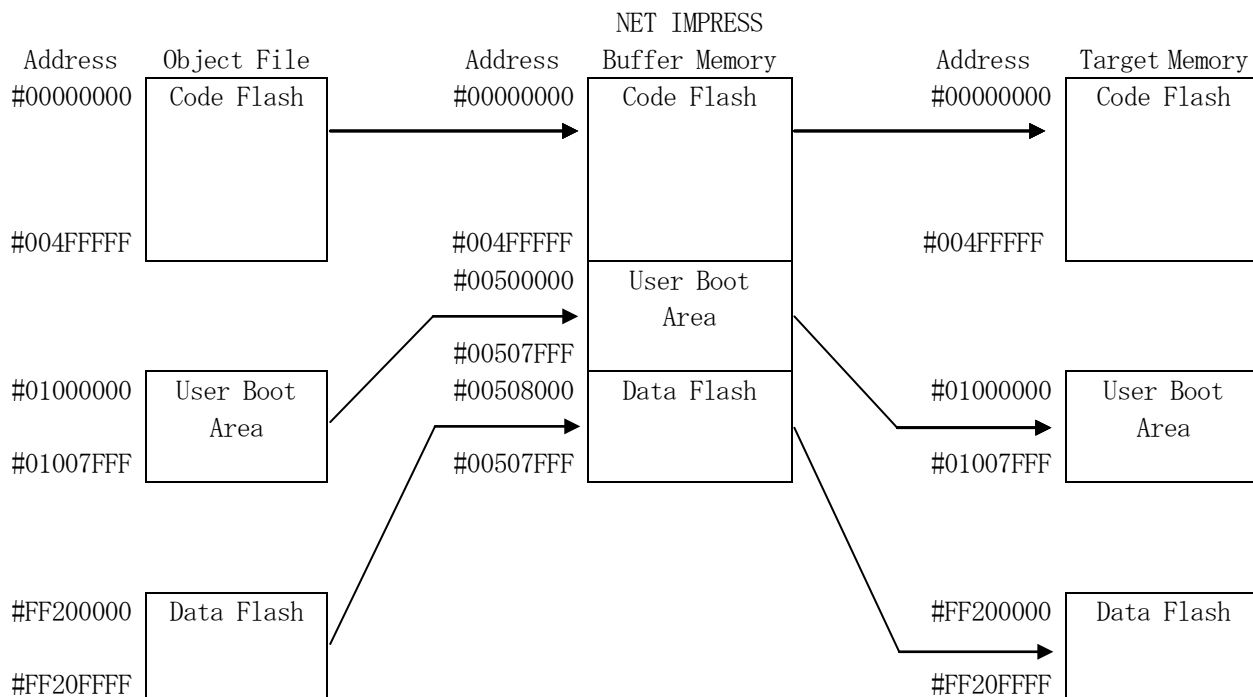 NET IMPRESS
Address Object File Address Buffer Memory Address Target Memory
#00000000 Code Flash #00000000 Code Flash #00000000 Code Flash
#004FFFFF #004FFFFF #004FFFFF
#00500000 User Boot
Area
#00507FFF
#01000000 User Boot #00508000 Data Flash #01000000 User Boot
Area Area
#01007FFF #00507FFF #01007FFF
#FF200000 Data Flash #FF200000 Data Flash
#FF20FFFF #FF20FFFF